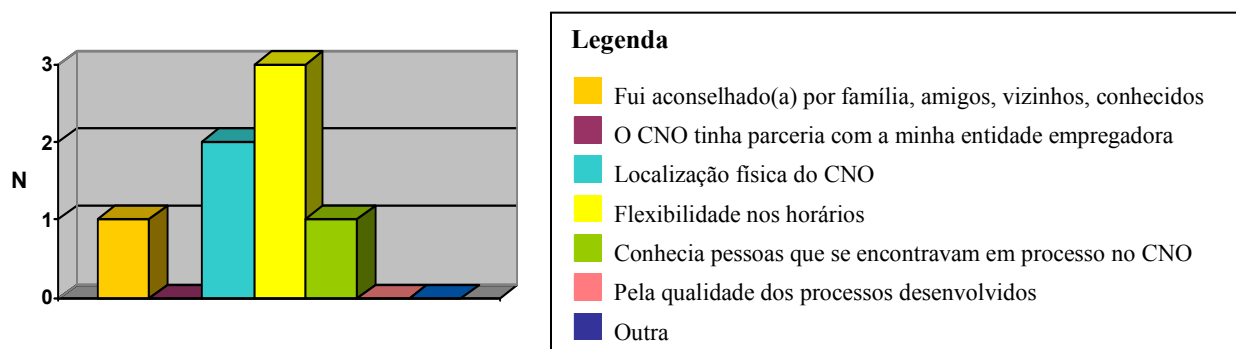 3
2
N
1
0
Legenda
Fui aconselhado(a) por família, amigos, vizinhos, conhecidos
O CNO tinha parceria com a minha entidade empregadora
Localização física do CNO
Flexibilidade nos horários
Conhecia pessoas que se encontravam em processo no CNO
Pela qualidade dos processos desenvolvidos
Outra